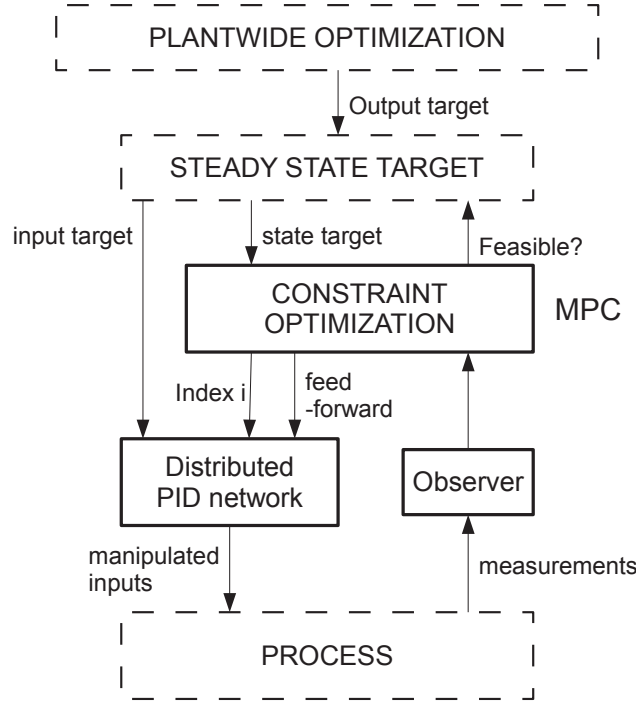 PLANTWIDE OPTIMIZATION
Output target
STEADY STATE TARGET
input target
state target
Feasible?
CONSTRAINT
OPTIMIZATION
MPC
Index i
feed
-forward
Distributed
PID network
Observer
manipulated
inputs
measurements
PROCESS